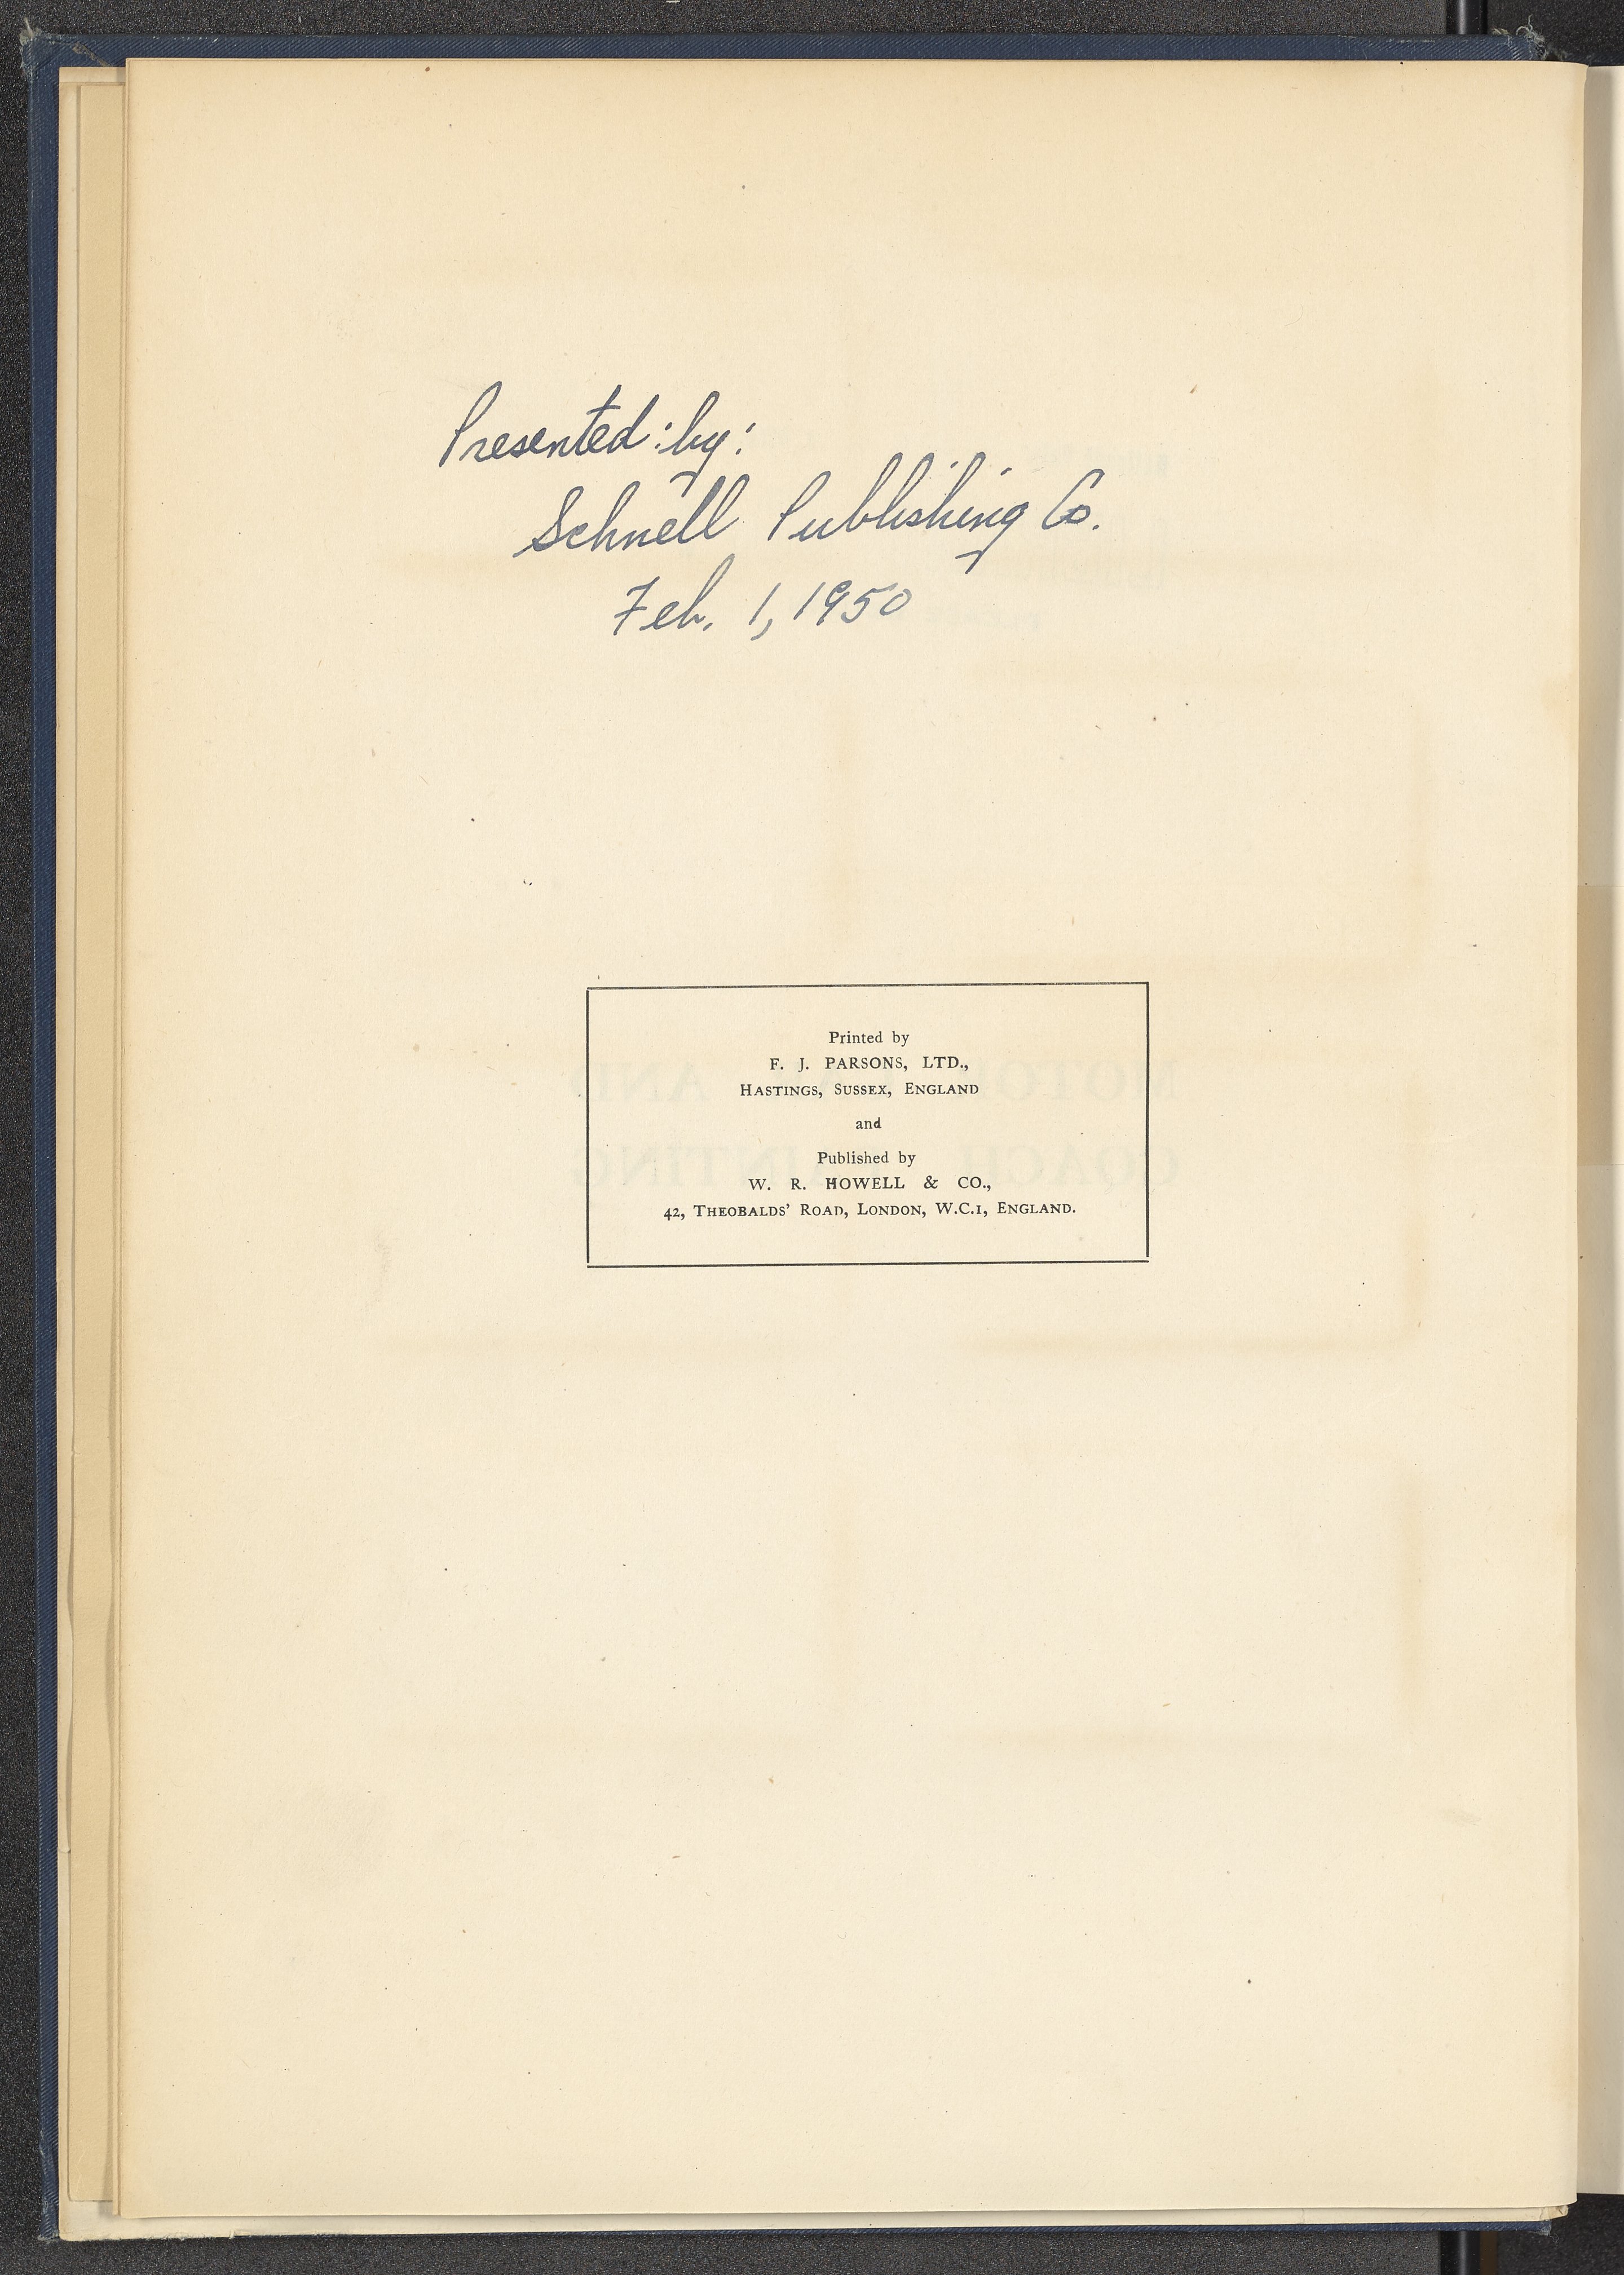 Presented : by :
Schnell Publishing Co.
Feb. 1, 1950
Printed by
F. J. PARSONS, LTD.,
HASTINGS, SUSSEX, ENGLAND
and
Published by
W. R. HOWELL & CO.,
42, THEOBALDS' ROAD, LONDON, W.C.1, ENGLAND.